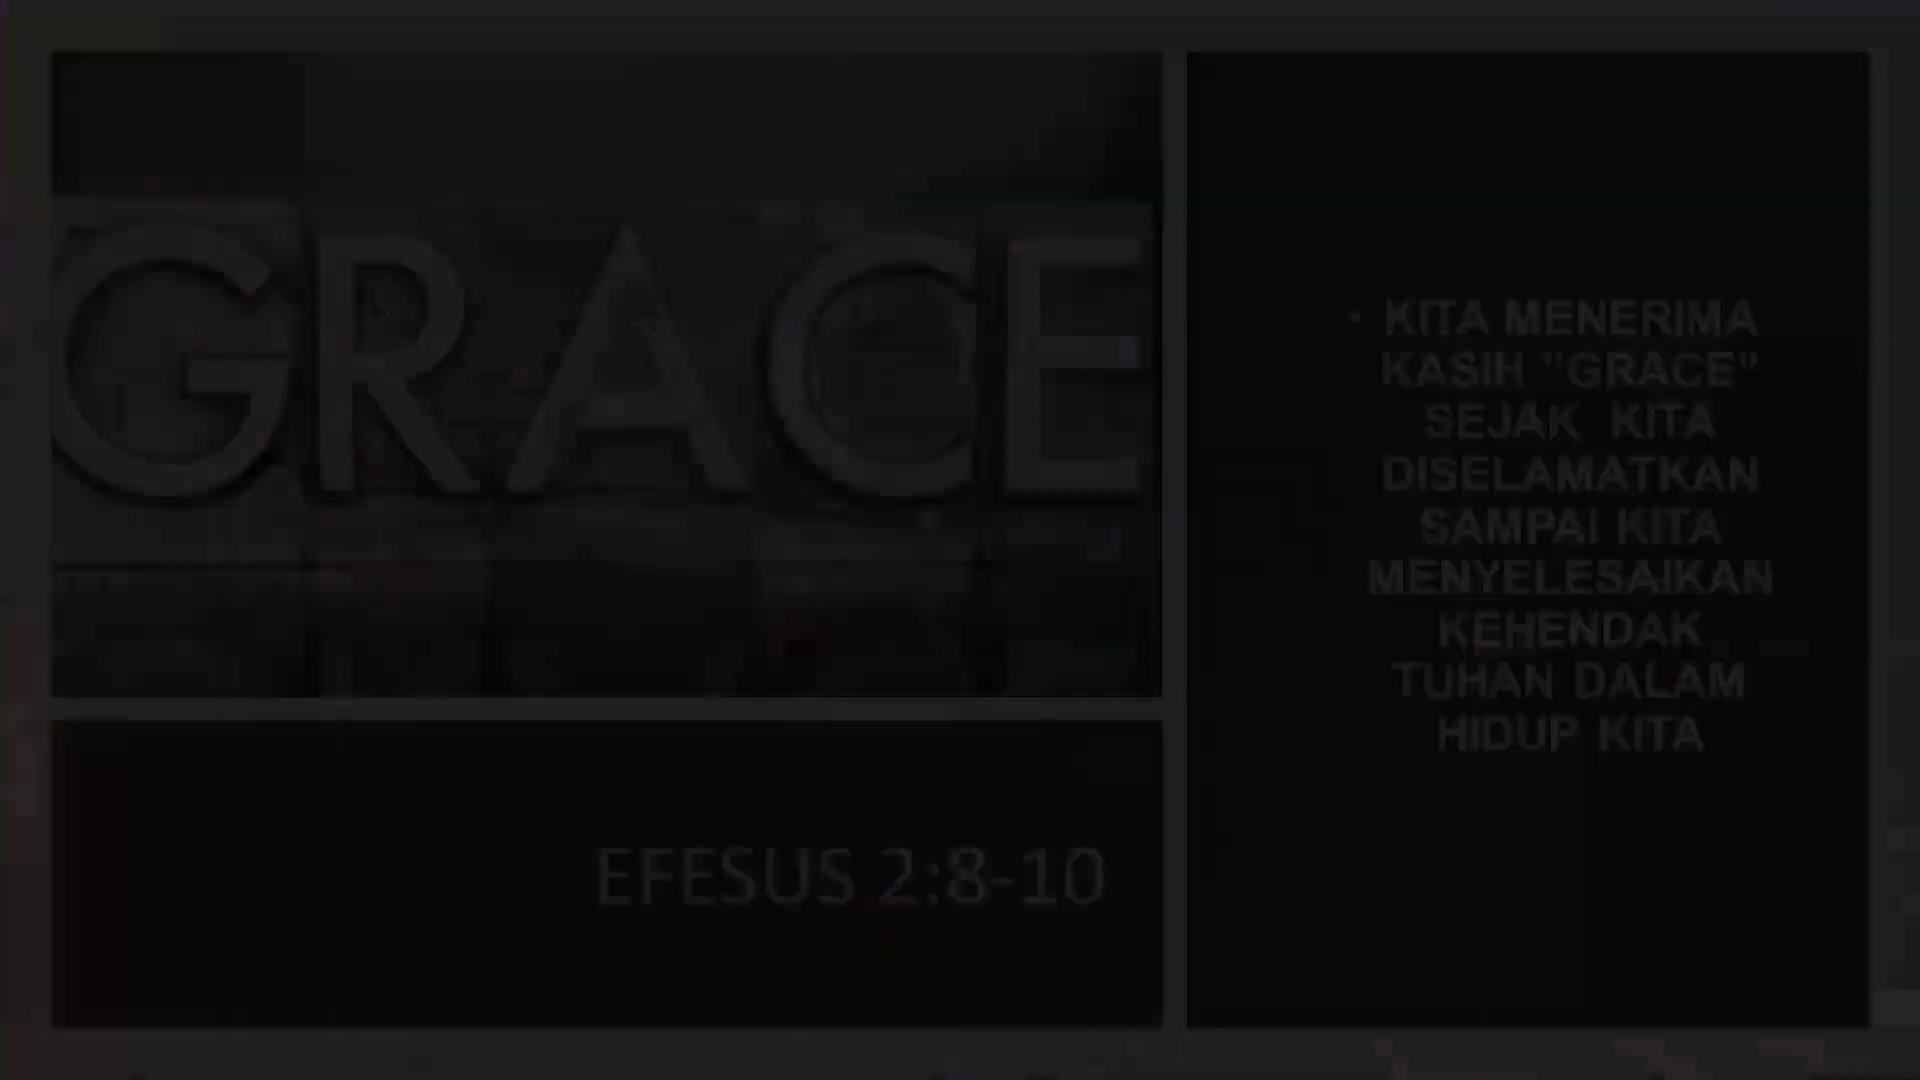 GRACE
EFESUS 2:8-10
• KITA MENERIMA
KASIH "GRACE"
SEJAK KITA
DISELAMATKAN
SAMPAI KITA
MENYELESAIKAN
KEHENDAK
TUHAN DALAM
HIDUP KITA